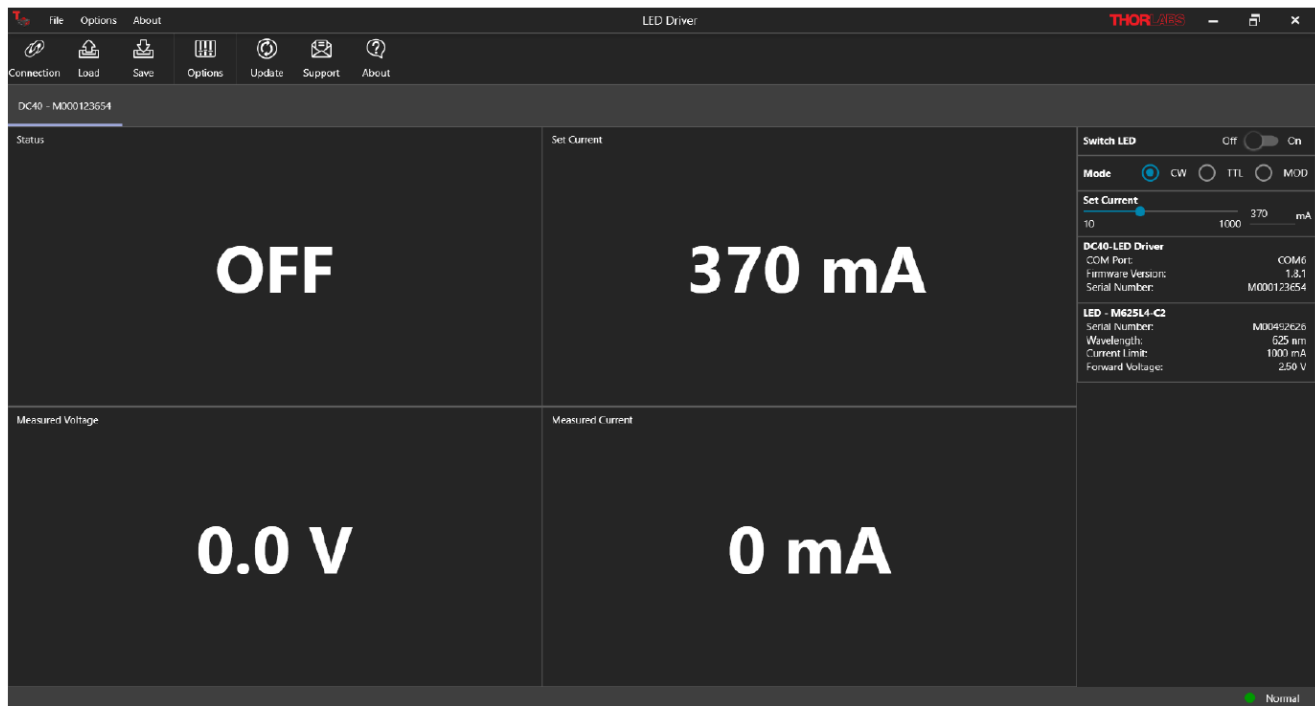 File Options About LED Driver THORLABS
Connection Load Save Options Update Support About
DC40 - M000123654
Status
OFF
Set Current
370 mA
Measured Voltage
0.0 V
Measured Current
0 mA
Switch LED Off On
Mode CW TTL MOD
Set Current
370 mA
10 1000
DC40-LED Driver
COM Port: COM6
Firmware Version: 1.8.1
Serial Number: M000123654
LED - M625L4-C2
Serial Number: M00492626
Wavelength: 625 nm
Current Limit: 1000 mA
Forward Voltage: 2.50 V
Normal